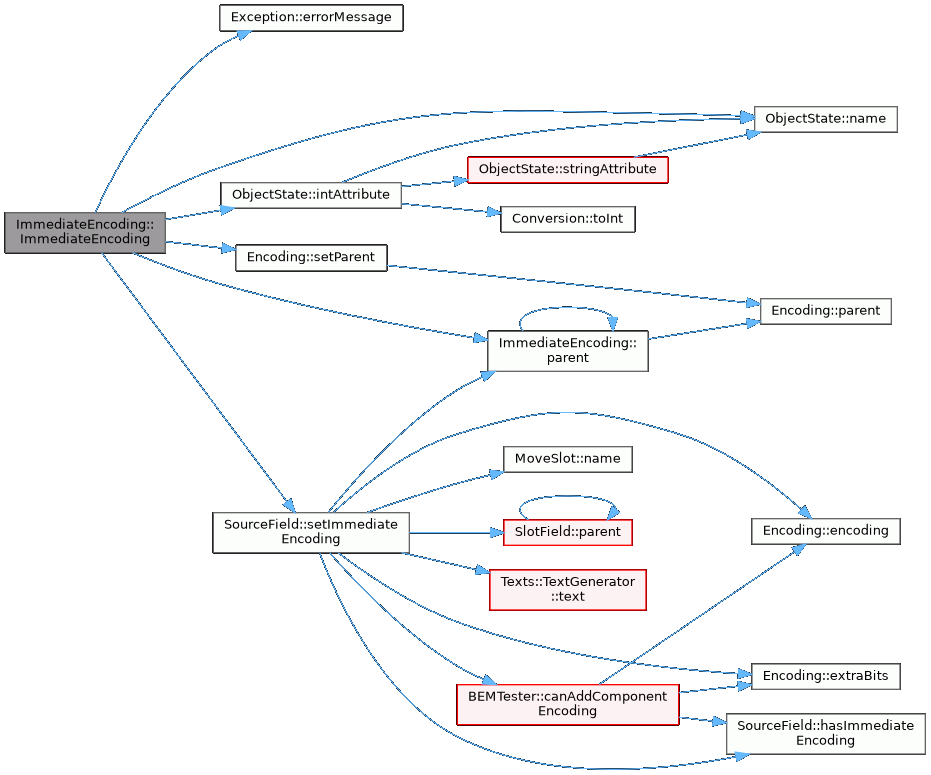 Exception::errorMessage
ObjectState::name
ObjectState::stringAttribute
ObjectState::intAttribute
Conversion::toInt
ImmediateEncoding::
ImmediateEncoding
Encoding::setParent
Encoding::parent
ImmediateEncoding::
parent
MoveSlot::name
SourceField::setImmediate
Encoding
SlotField::parent
Encoding::encoding
Texts::TextGenerator
::text
Encoding::extraBits
BEMTester::canAddComponent
Encoding
SourceField::hasImmediate
Encoding